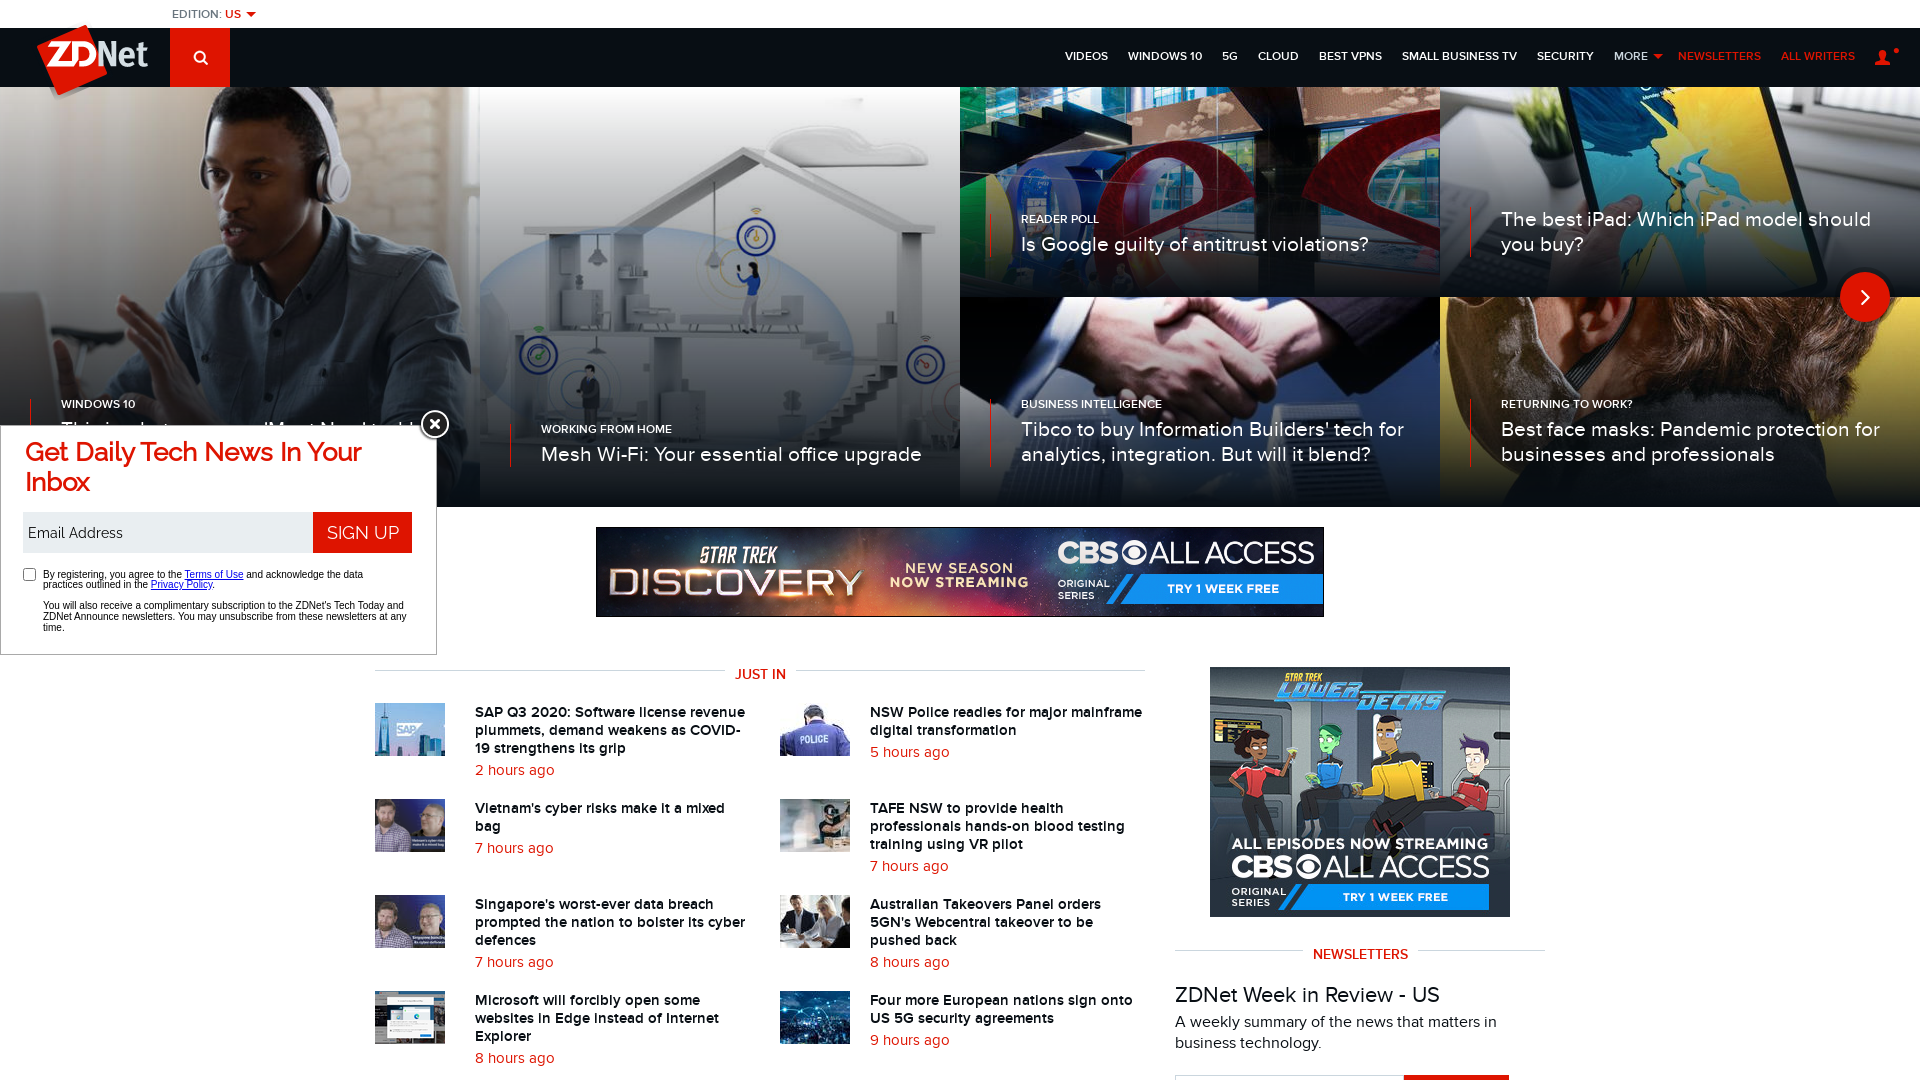 EDITION: US
ZDNet
VIDEOS
WINDOWS 10
5G
CLOUD
BEST VPNS
SMALL BUSINESS TV
SECURITY
MORE
NEWSLETTERS
ALL WRITERS
WINDOWS 10
WORKING FROM HOME
Mesh Wi-Fi: Your essential office upgrade
READER POLL
Is Google guilty of antitrust violations?
The best iPad: Which iPad model should
you buy?
BUSINESS INTELLIGENCE
Tibco to buy Information Builders' tech for
analytics, integration. But will it blend?
RETURNING TO WORK?
Best face masks: Pandemic protection for
businesses and professionals
Get Daily Tech News In Your
Inbox
Email Address
SIGN UP
By registering, you agree to the Terms of Use and acknowledge the data
practices outlined in the Privacy Policy.
You will also receive a complimentary subscription to the ZDNet's Tech Today and
ZDNet Announce newsletters. You may unsubscribe from these newsletters at any
time.
STAR TREK
DISCOVERY
NEW SEASON
NOW STREAMING
CBS ALL ACCESS
ORIGINAL
SERIES
TRY 1 WEEK FREE
JUST IN
SAP
SAP Q3 2020: Software license revenue
plummets, demand weakens as COVID-
19 strengthens its grip
2 hours ago
POLICE
NSW Police readies for major mainframe
digital transformation
5 hours ago
Vietnam's cyber risks make it a mixed
bag
7 hours ago
TAFE NSW to provide health
professionals hands-on blood testing
training using VR pilot
7 hours ago
Singapore's worst-ever data breach
prompted the nation to bolster its cyber
defences
7 hours ago
Australian Takeovers Panel orders
5GN's Webcentral takeover to be
pushed back
8 hours ago
Microsoft will forcibly open some
websites in Edge instead of Internet
Explorer
8 hours ago
Four more European nations sign onto
US 5G security agreements
9 hours ago
STAR TREK
LOWER DECKS
ALL EPISODES NOW STREAMING
CBS ALL ACCESS
ORIGINAL
SERIES
TRY 1 WEEK FREE
NEWSLETTERS
ZDNet Week in Review - US
A weekly summary of the news that matters in
business technology.